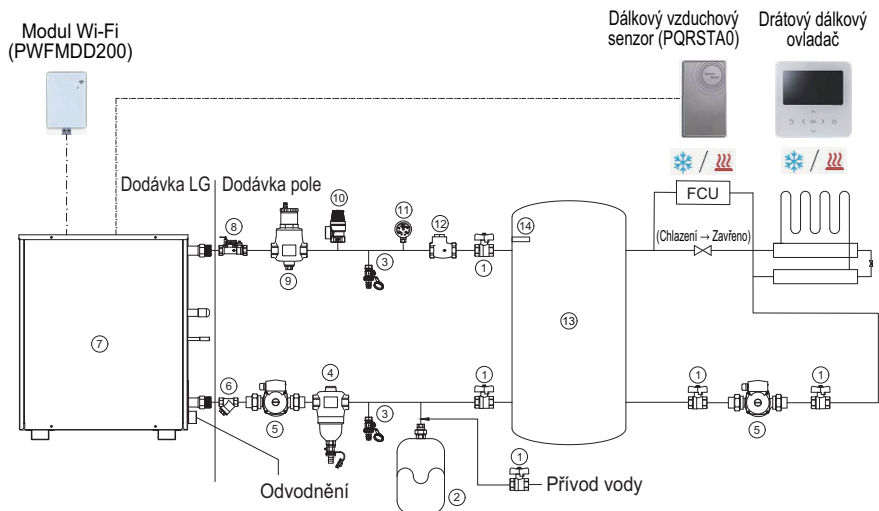 Modul Wi-Fi
(PWFMDD200)
Dálkový vzduchový
senzor (PQRSTA0)
Drátový dálkový
ovladač
/
/
Dodávka LG
Dodávka pole
FCU
(Chlazení → Zavřeno)
8
9
10
3
11
12
1
14
13
7
6
5
4
3
2
1
1
1
5
1
Odvodnění
Přívod vody